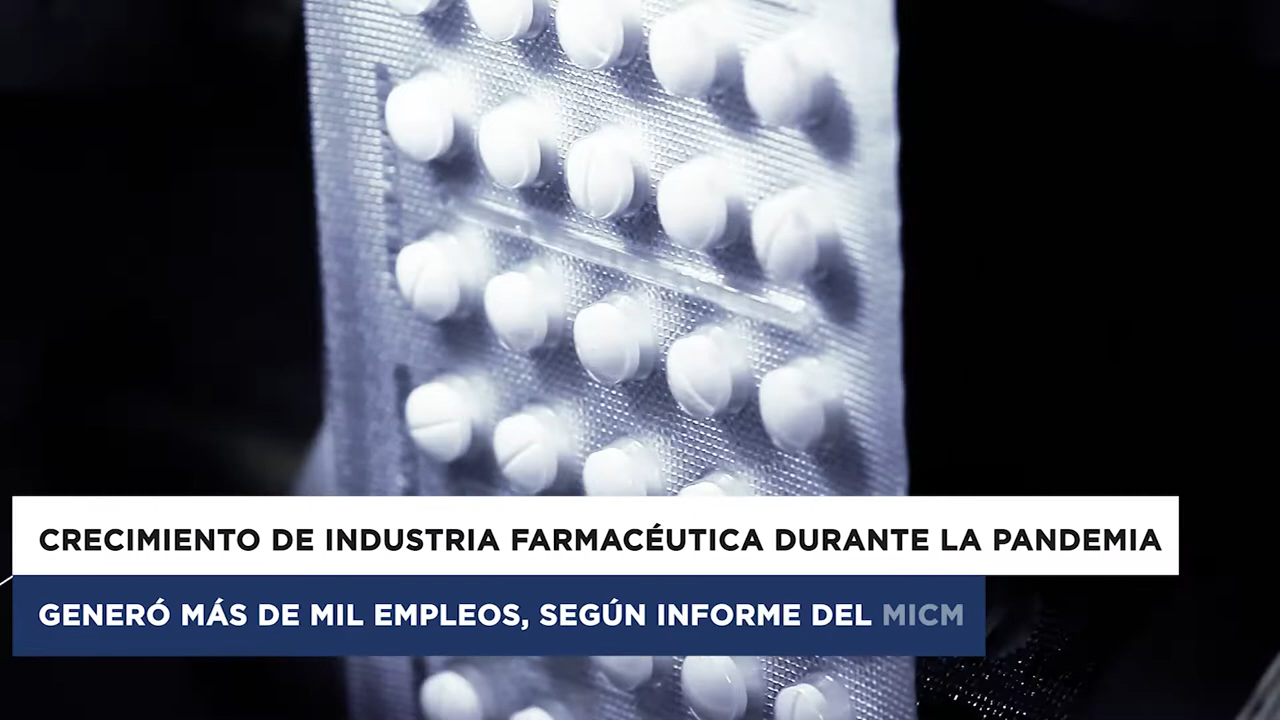 CRECIMIENTO DE INDUSTRIA FARMACÉUTICA DURANTE LA PANDEMIA
GENERÓ MÁS DE MIL EMPLEOS, SEGÚN INFORME DEL MICM